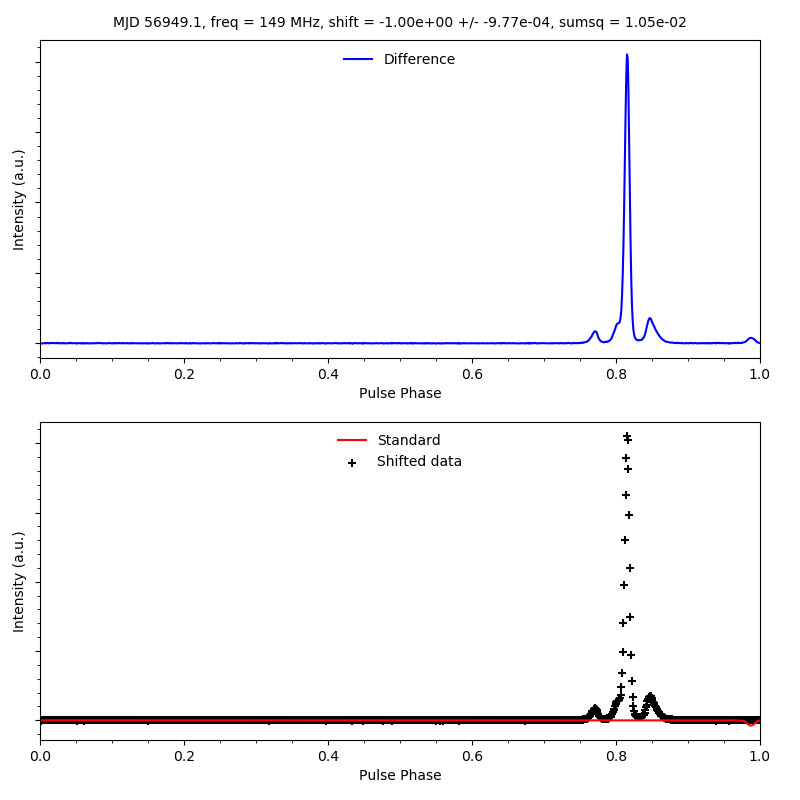 MJD 56949.1, freq = 149 MHz, shift = -1.00e+00 +/- -9.77e-04, sumsq = 1.05e-02
Difference
Intensity (a.u.)
0.0 0.2 0.4 0.6 0.8 1.0
Pulse Phase
Standard
Shifted data
Intensity (a.u.)
0.0 0.2 0.4 0.6 0.8 1.0
Pulse Phase